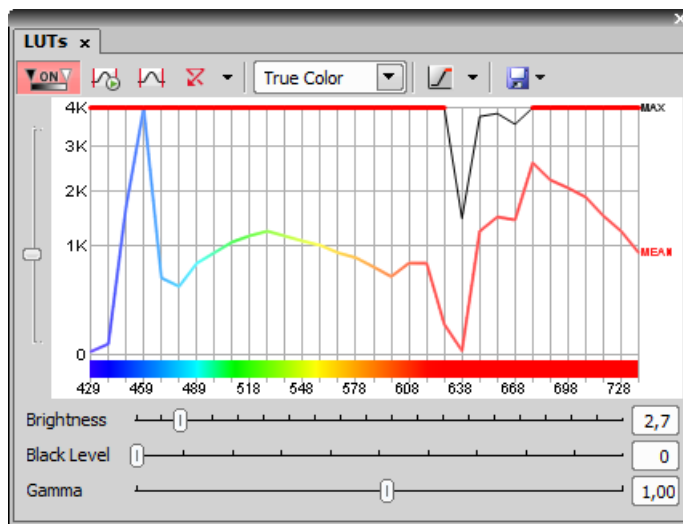 LUTs x
ON True Color
4K MAX
3K
2K
1K
MEAN
0
429 459 489 518 548 578 608 638 668 698 728
Brightness 2,7
Black Level 0
Gamma 1,00